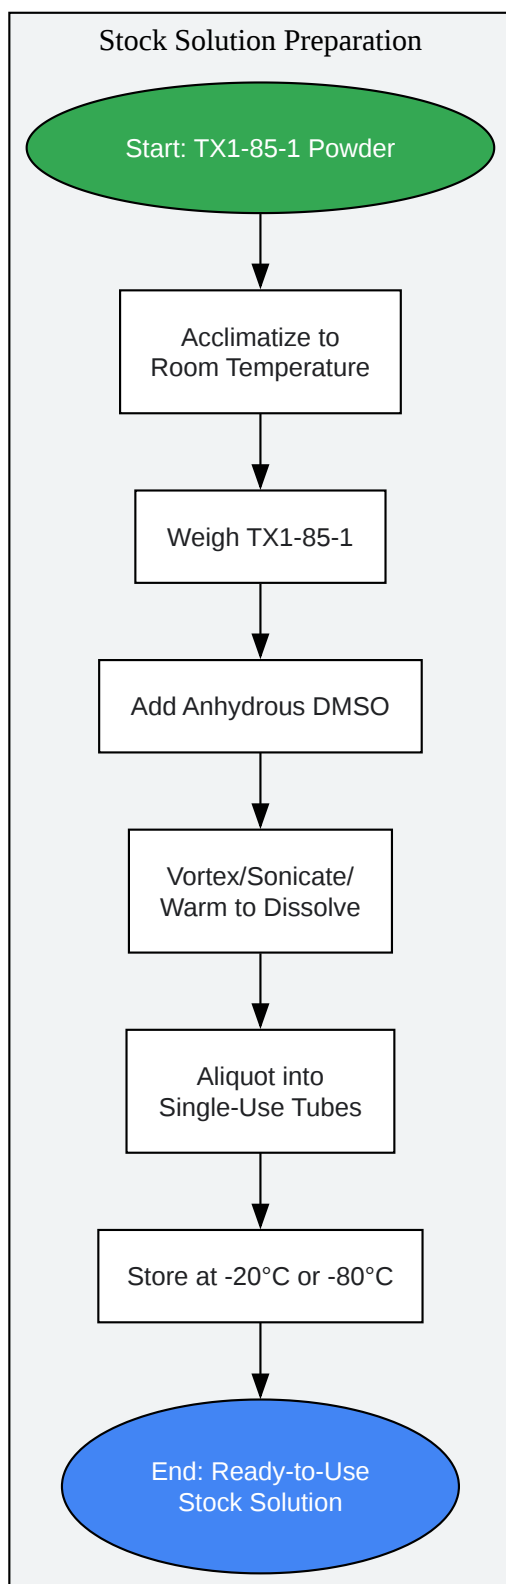 Stock Solution Preparation
Start: TX1-85-1 Powder
Acclimatize to
Room Temperature
Weigh TX1-85-1
Add Anhydrous DMSO
Vortex/Sonicate/
Warm to Dissolve
Aliquot into
Single-Use Tubes
Store at -20°C or -80°C
End: Ready-to-Use
Stock Solution